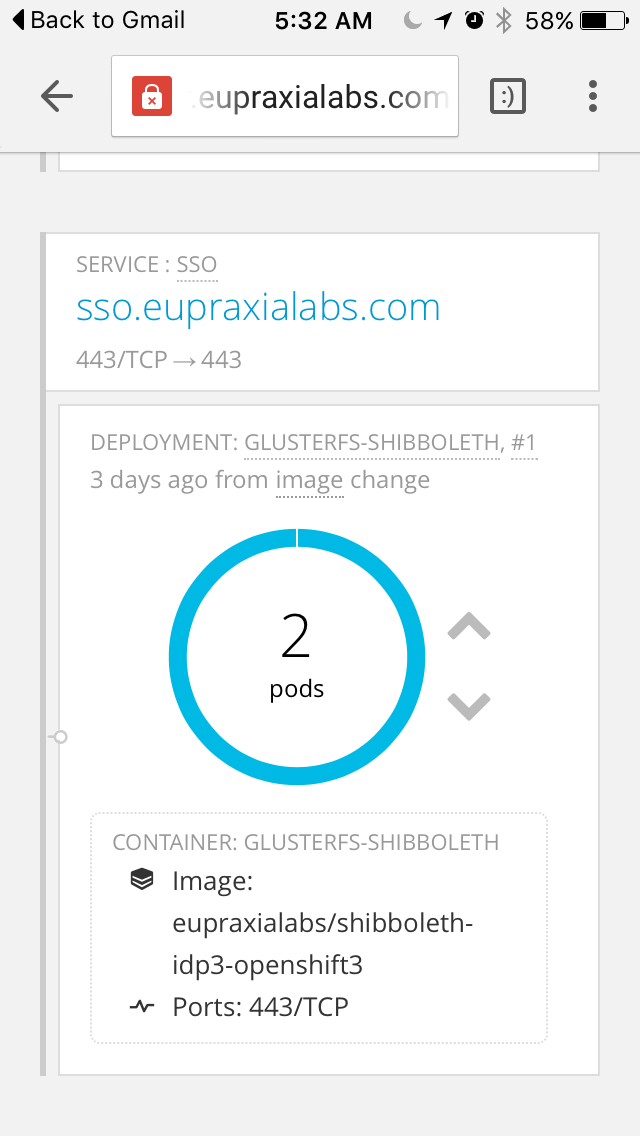 Back to Gmail 5:32 AM 58%
.eupraxialabs.com :)
SERVICE : SSO
sso.eupraxialabs.com
443/TCP → 443
DEPLOYMENT: GLUSTERFS-SHIBBOLETH, #1
3 days ago from image change
2
pods
CONTAINER: GLUSTERFS-SHIBBOLETH
Image:
eupraxialabs/shibboleth-
idp3-openshift3
Ports: 443/TCP